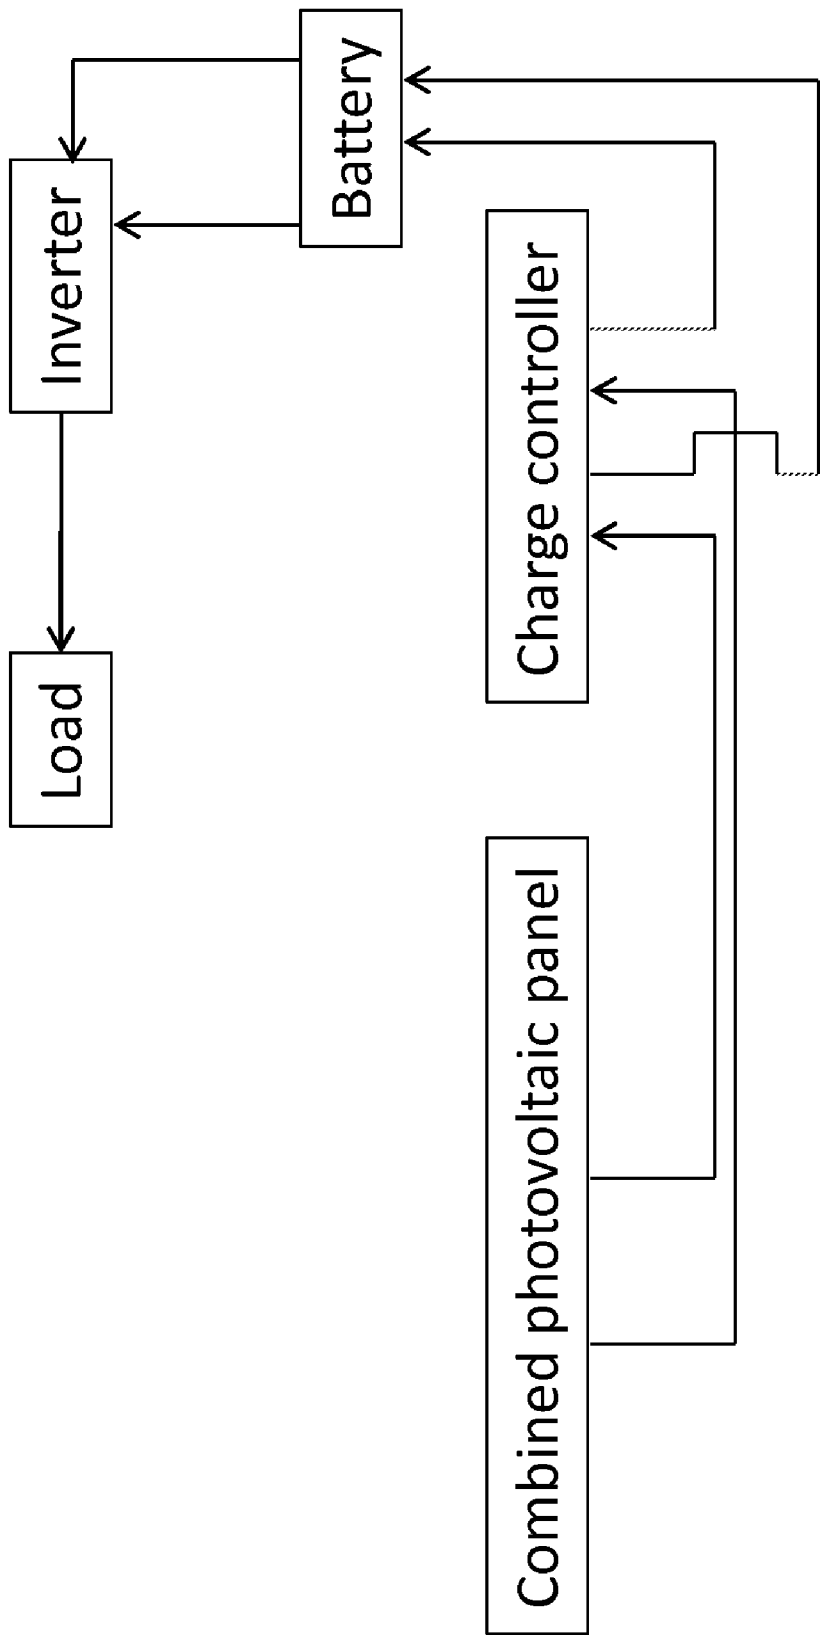 Combined photovoltaic panel
Charge controller
Battery
Inverter
Load